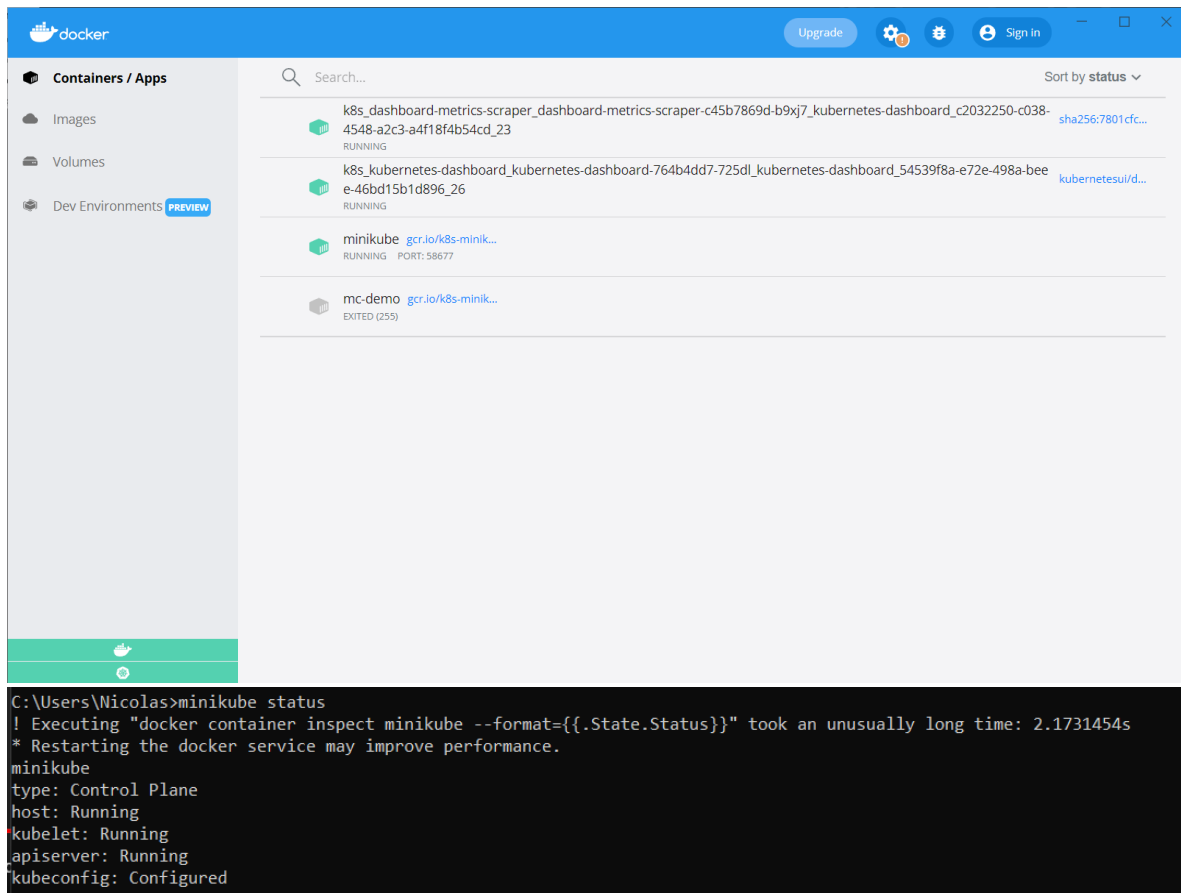 docker
Upgrade
Sign in
Containers / Apps
Images
Volumes
Dev Environments PREVIEW
Search...
Sort by status
k8s_dashboard-metrics-scraper_dashboard-metrics-scraper-c45b7869d-b9xj7_kubernetes-dashboard_c2032250-c038-
4548-a2c3-a4f18f4b54cd_23
sha256:7801cfc...
RUNNING
k8s_kubernetes-dashboard_kubernetes-dashboard-764b4dd7-725dl_kubernetes-dashboard_54539f8a-e72e-498a-bee
e-46bd15b1d896_26
kubernetesui/d...
RUNNING
minikube gcr.io/k8s-minik...
RUNNING PORT: 58677
mc-demo gcr.io/k8s-minik...
EXITED (255)
C:\Users\Nicolas>minikube status
! Executing "docker container inspect minikube --format={{.State.Status}}" took an unusually long time: 2.1731454s
* Restarting the docker service may improve performance.
minikube
type: Control Plane
host: Running
kubelet: Running
apiserver: Running
kubeconfig: Configured